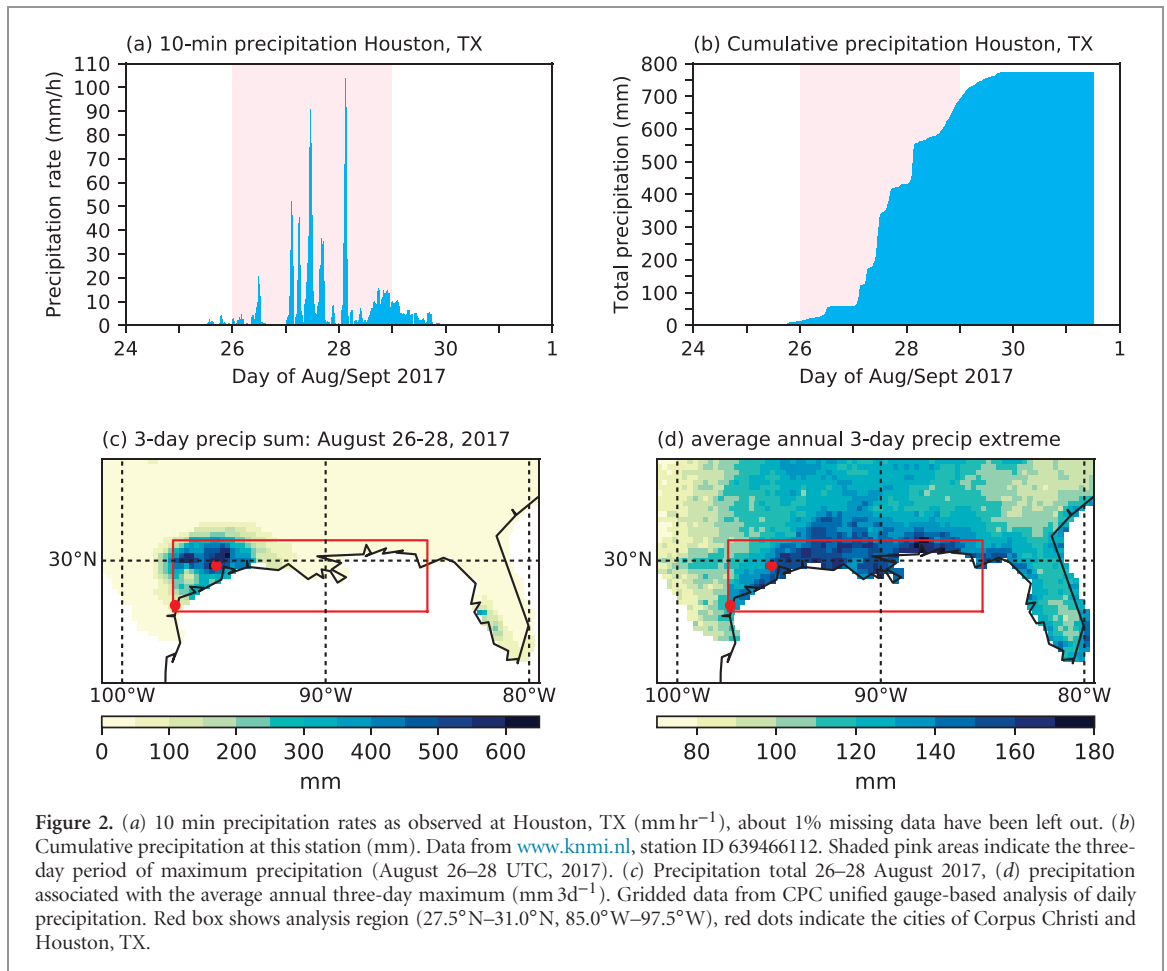 (a) 10-min precipitation Houston, TX
110
100
90
80
70
60
50
40
30
20
10
0
Precipitation rate (mm/h)
24 26 28 30 1
Day of Aug/Sept 2017
(b) Cumulative precipitation Houston, TX
800
700
600
500
400
300
200
100
0
Total precipitation (mm)
24 26 28 30 1
Day of Aug/Sept 2017
(c) 3-day precip sum: August 26-28, 2017
30°N
100°W 90°W 80°W
0 100 200 300 400 500 600
mm
(d) average annual 3-day precip extreme
30°N
100°W 90°W 80°W
80 100 120 140 160 180
mm
Figure 2. (a) 10 min precipitation rates as observed at Houston, TX (mm hr⁻¹), about 1% missing data have been left out. (b)
Cumulative precipitation at this station (mm). Data from www.knmi.nl, station ID 639466112. Shaded pink areas indicate the three-
day period of maximum precipitation (August 26–28 UTC, 2017). (c) Precipitation total 26–28 August 2017, (d) precipitation
associated with the average annual three-day maximum (mm 3d⁻¹). Gridded data from CPC unified gauge-based analysis of daily
precipitation. Red box shows analysis region (27.5°N–31.0°N, 85.0°W–97.5°W), red dots indicate the cities of Corpus Christi and
Houston, TX.